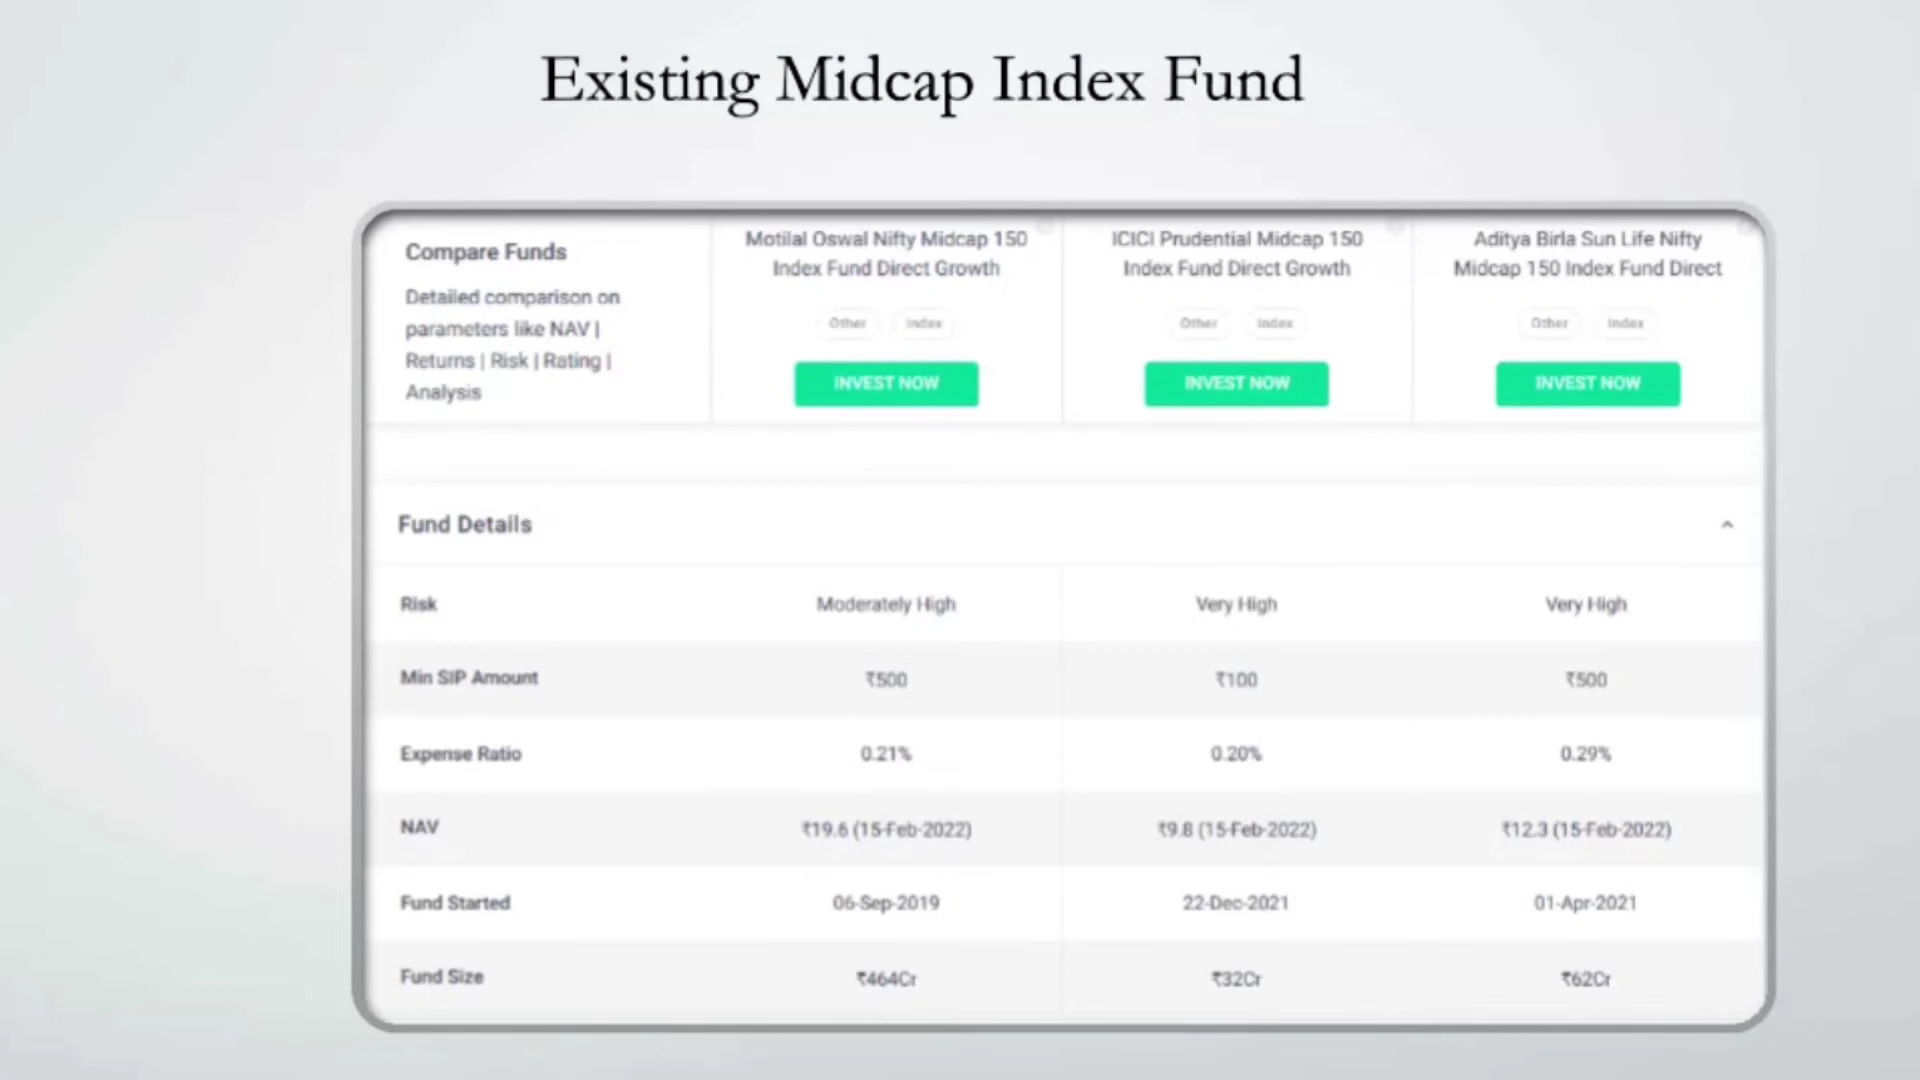 Existing Midcap Index Fund
Compare Funds
Detailed comparison on
parameters like NAV |
Returns | Risk | Rating |
Analysis
Motilal Oswal Nifty Midcap 150
Index Fund Direct Growth
Other Index
INVEST NOW
ICICI Prudential Midcap 150
Index Fund Direct Growth
Other Index
INVEST NOW
Aditya Birla Sun Life Nifty
Midcap 150 Index Fund Direct
Other Index
INVEST NOW
Fund Details
Risk Moderately High Very High Very High
Min SIP Amount ₹500 ₹100 ₹500
Expense Ratio 0.21% 0.20% 0.29%
NAV ₹19.6 (15-Feb-2022) ₹9.8 (15-Feb-2022) ₹12.3 (15-Feb-2022)
Fund Started 06-Sep-2019 22-Dec-2021 01-Apr-2021
Fund Size ₹464Cr ₹32Cr ₹62Cr